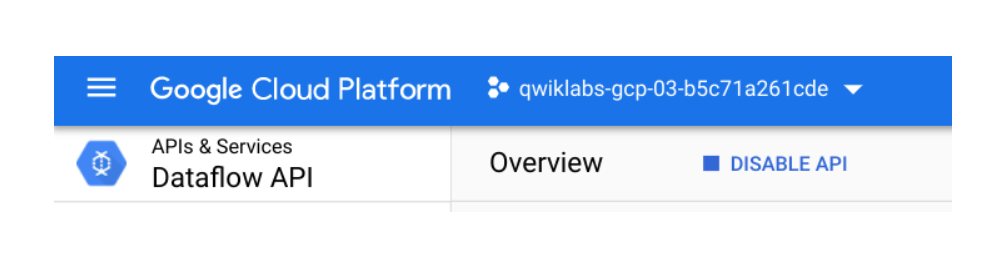 Google Cloud Platform qwiklabs-gcp-03-b5c71a261cde
APIs & Services
Dataflow API
Overview DISABLE API